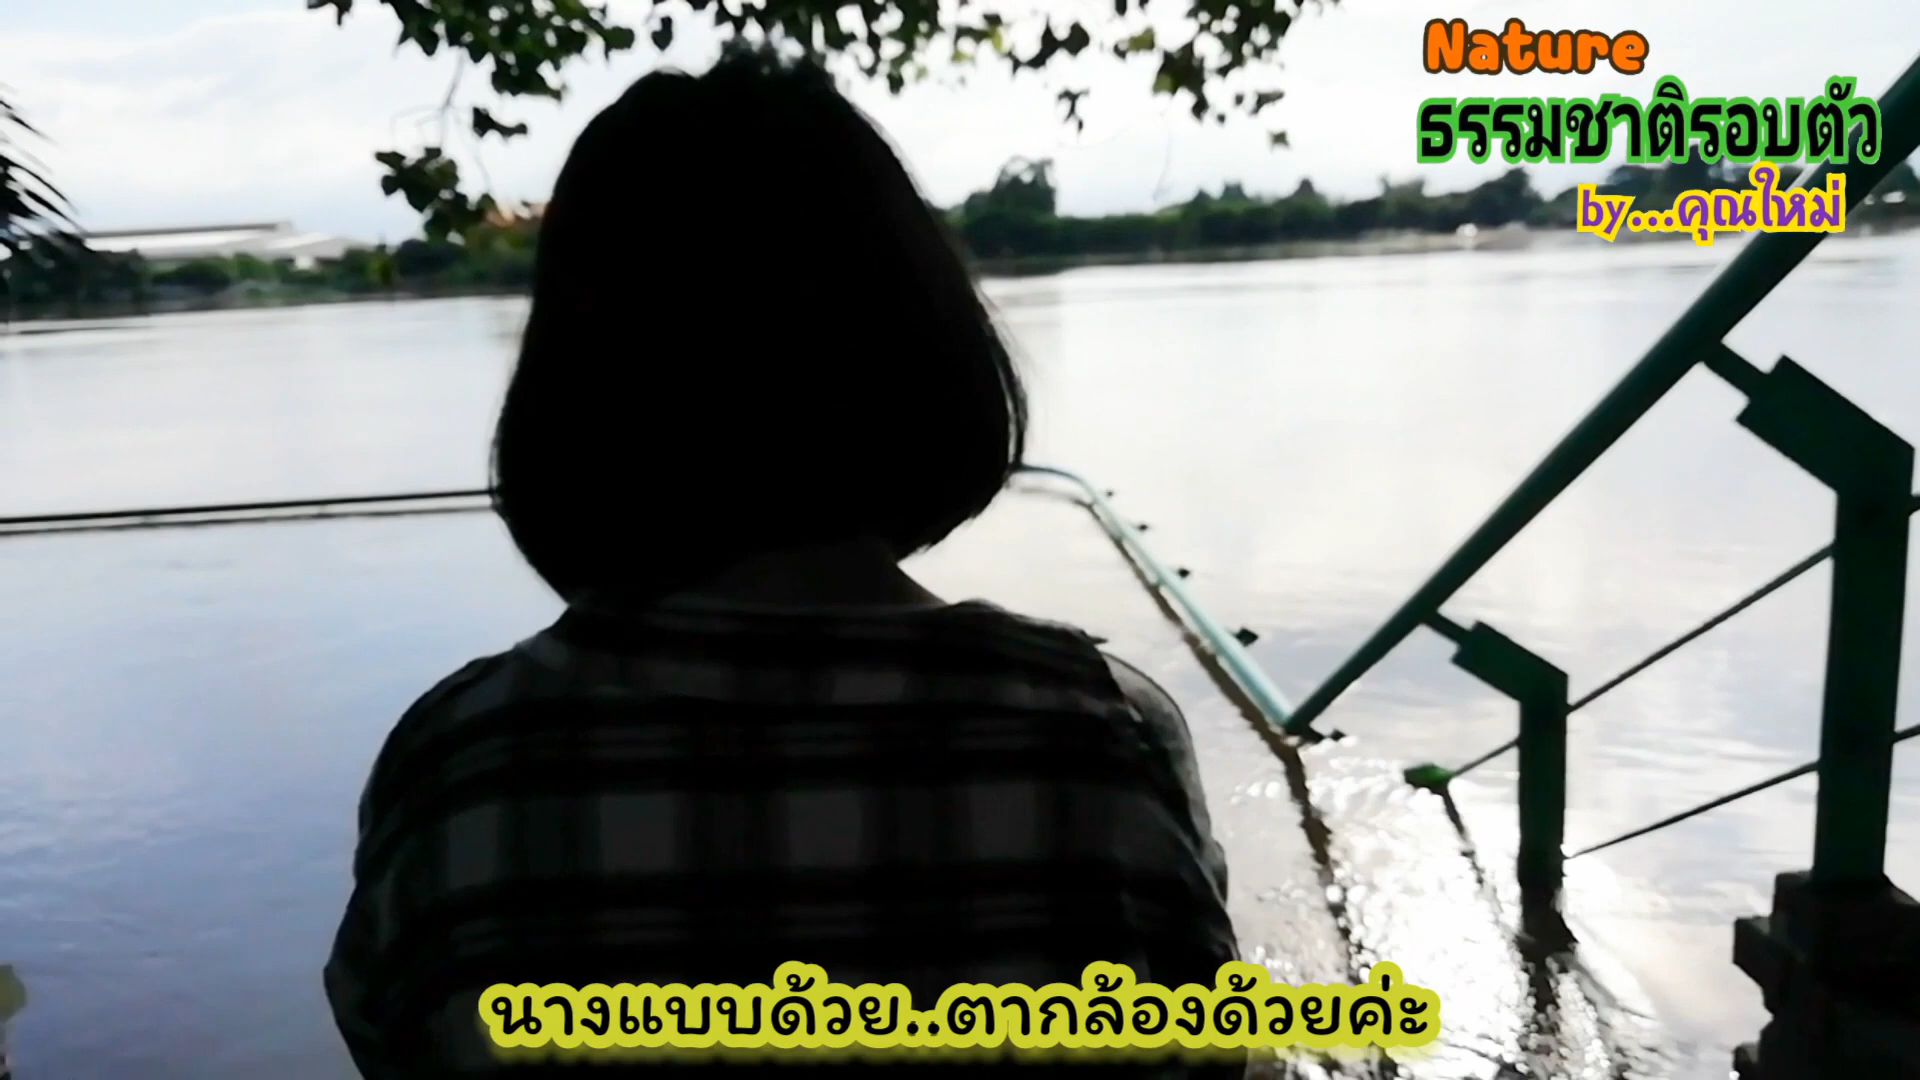 Nature
ธรรมชาติรอบตัว
by...คุณใหม่
นางแบบด้วย..ตากล้องด้วยค่ะ